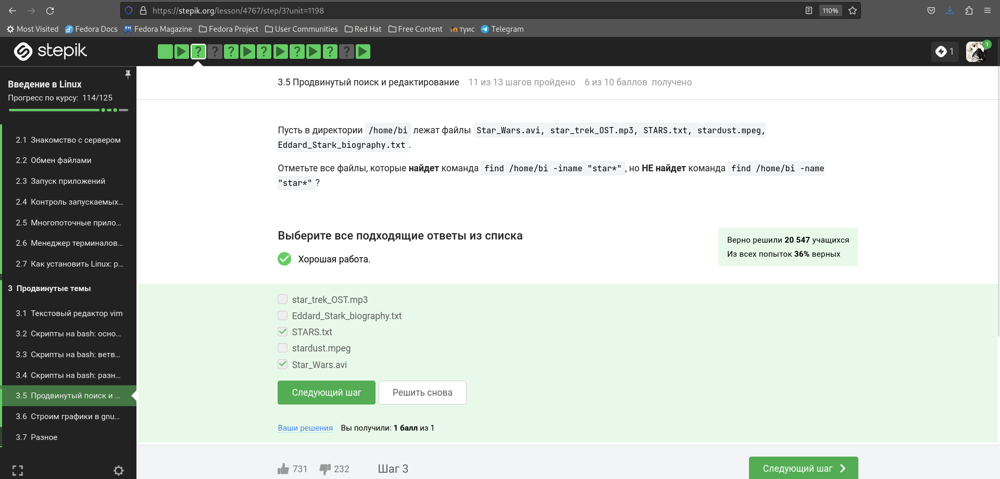 https://stepik.org/lesson/4767/step/3?unit=1198
110%
Most Visited Fedora Docs Fedora Magazine Fedora Project User Communities Red Hat Free Content туис Telegram
stepik
? ? ? ? ? ? ?
1
1
Введение в Linux
Прогресс по курсу: 114/125
2.1 Знакомство с сервером
2.2 Обмен файлами
2.3 Запуск приложений
2.4 Контроль запускаемых...
2.5 Многопоточные прило...
2.6 Менеджер терминалов...
2.7 Как установить Linux: р...
3 Продвинутые темы
3.1 Текстовый редактор vim
3.2 Скрипты на bash: осно...
3.3 Скрипты на bash: ветв...
3.4 Скрипты на bash: разн...
3.5 Продвинутый поиск и ...
3.6 Строим графики в gnu...
3.7 Разное
3.5 Продвинутый поиск и редактирование 11 из 13 шагов пройдено 6 из 10 баллов получено
Пусть в директории /home/bi лежат файлы Star_Wars.avi, star_trek_OST.mp3, STARS.txt, stardust.mpeg,
Eddard_Stark_biography.txt.
Отметьте все файлы, которые найдет команда find /home/bi -iname "star*", но НЕ найдет команда find /home/bi -name
"star*"?
Выберите все подходящие ответы из списка
Хорошая работа.
Верно решили 20 547 учащихся
Из всех попыток 36% верных
star_trek_OST.mp3
Eddard_Stark_biography.txt
STARS.txt
stardust.mpeg
Star_Wars.avi
Следующий шаг Решить снова
Ваши решения Вы получили: 1 балл из 1
731 232 Шаг 3 Следующий шаг